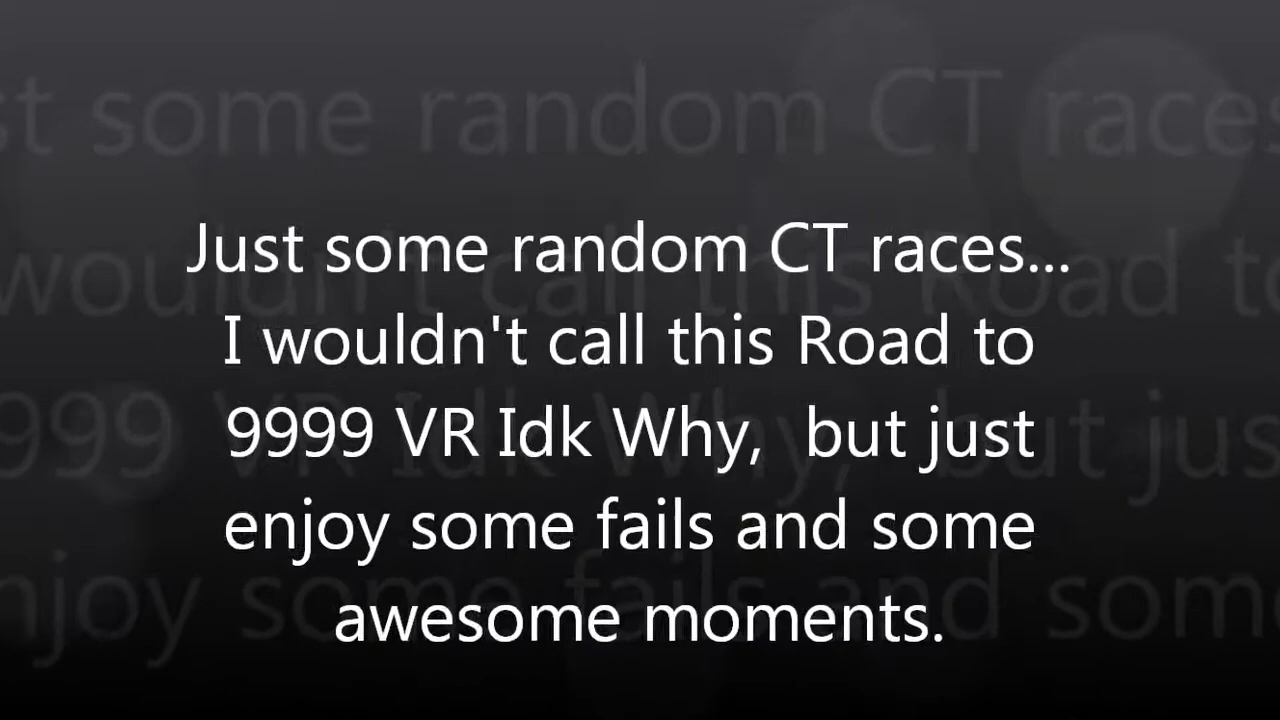 Just some random CT races...
I wouldn't call this Road to
9999 VR Idk Why,  but just
enjoy some fails and some
awesome moments.